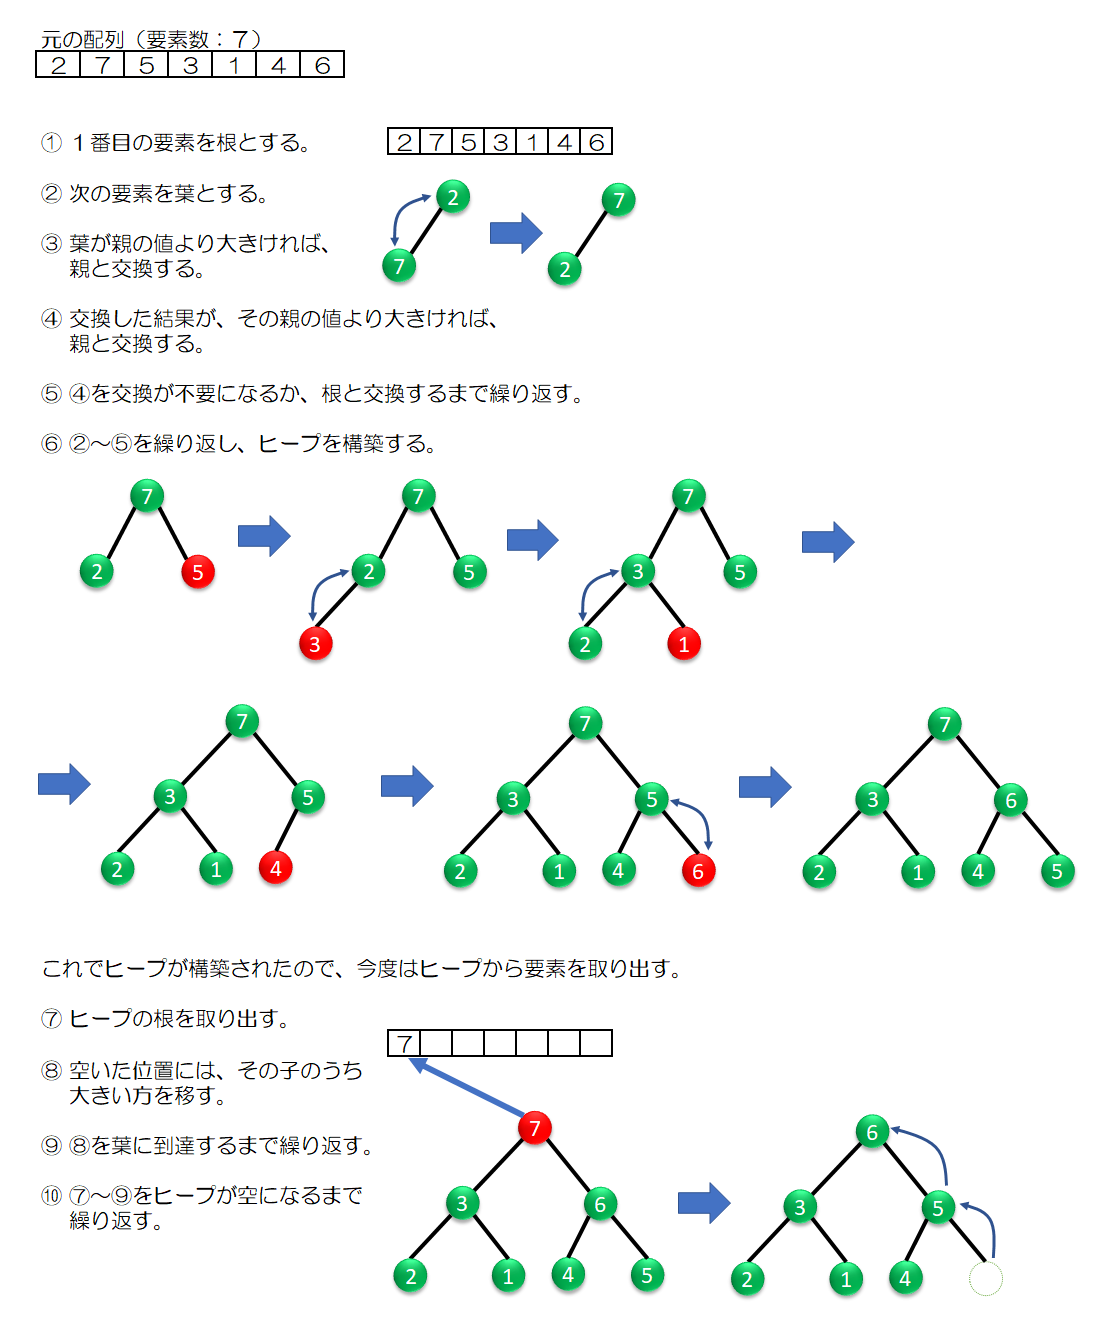 元の配列（要素数：７）
2 7 5 3 1 4 6
① １番目の要素を根とする。
2 7 5 3 1 4 6
② 次の要素を葉とする。
2 7
7 2
③ 葉が親の値より大きければ、
親と交換する。
④ 交換した結果が、その親の値より大きければ、
親と交換する。
⑤ ④を交換が不要になるか、根と交換するまで繰り返す。
⑥ ②～⑤を繰り返し、ヒープを構築する。
7 7 7
2 5 2 5 3 5
3 2 1
7 7 7
3 5 3 5 3 6
2 1 4 2 1 4 6 2 1 4 5
これでヒープが構築されたので、今度はヒープから要素を取り出す。
⑦ ヒープの根を取り出す。
7
⑧ 空いた位置には、その子のうち
大きい方を移す。
⑨ ⑧を葉に到達するまで繰り返す。
⑩ ⑦～⑨をヒープが空になるまで
繰り返す。
7 6
3 6 3 5
2 1 4 5 2 1 4